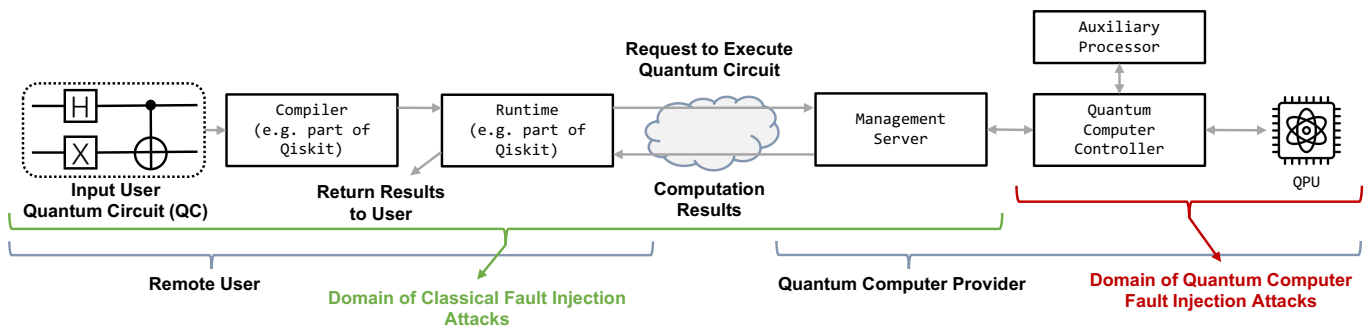 H
X
Input User
Quantum Circuit (QC)
Compiler
(e.g. part of
Qiskit)
Runtime
(e.g. part of
Qiskit)
Return Results
to User
Request to Execute
Quantum Circuit
Computation
Results
Management
Server
Auxiliary
Processor
Quantum
Computer
Controller
QPU
Remote User
Domain of Classical Fault Injection
Attacks
Quantum Computer Provider
Domain of Quantum Computer
Fault Injection Attacks